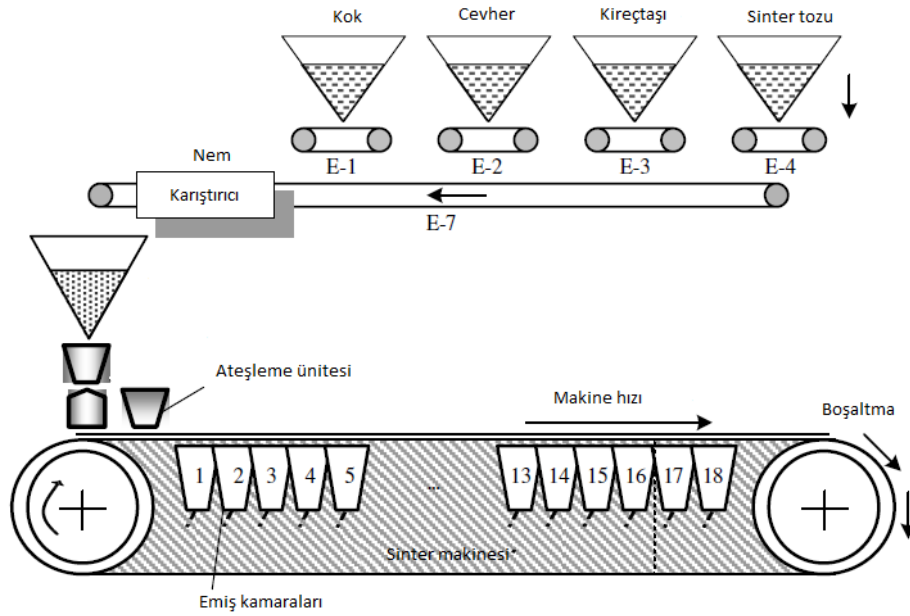 Kok
Cevher
Kireçtaşı
Sinter tozu
E-1
E-2
E-3
E-4
Nem
Karıştırıcı
E-7
Ateşleme ünitesi
Makine hızı
Boşaltma
1 2 3 4 5 ... 13 14 15 16 17 18
Sinter makinesi*
Emiş kamaraları